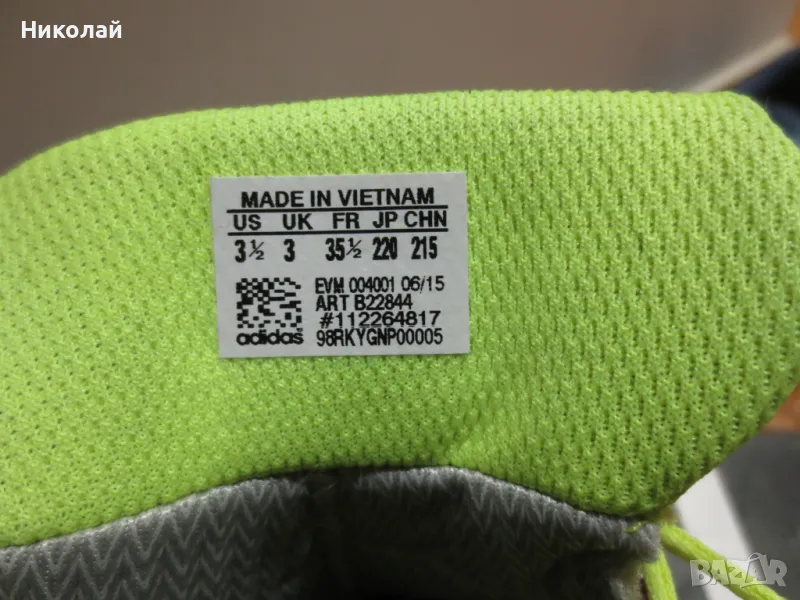 Николай
MADE IN VIETNAM
US UK FR JP CHN
3½ 3 35½ 220 215
EVM 004001 06/15
ART B22844
#112264817
adidas 98RKYGNP00005
BAZAR